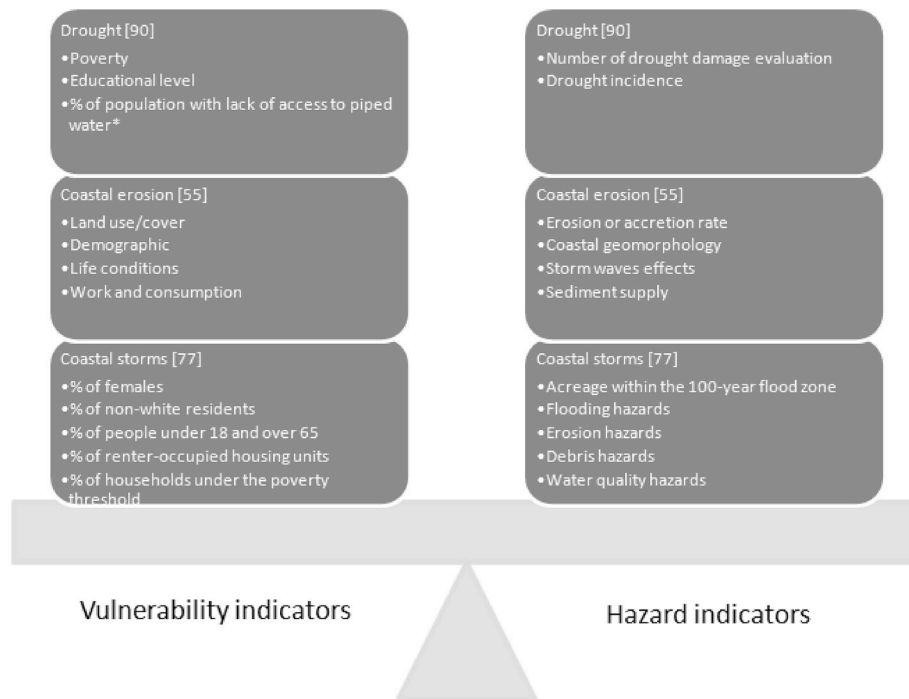 Drought [90]
•Poverty
•Educational level
•% of population with lack of access to piped
water*
Coastal erosion [55]
•Land use/cover
•Demographic
•Life conditions
•Work and consumption
Coastal storms [77]
•% of females
•% of non-white residents
•% of people under 18 and over 65
•% of renter-occupied housing units
•% of households under the poverty
threshold
Drought [90]
•Number of drought damage evaluation
•Drought incidence
Coastal erosion [55]
•Erosion or accretion rate
•Coastal geomorphology
•Storm waves effects
•Sediment supply
Coastal storms [77]
•Acreage within the 100-year flood zone
•Flooding hazards
•Erosion hazards
•Debris hazards
•Water quality hazards
Vulnerability indicators
Hazard indicators